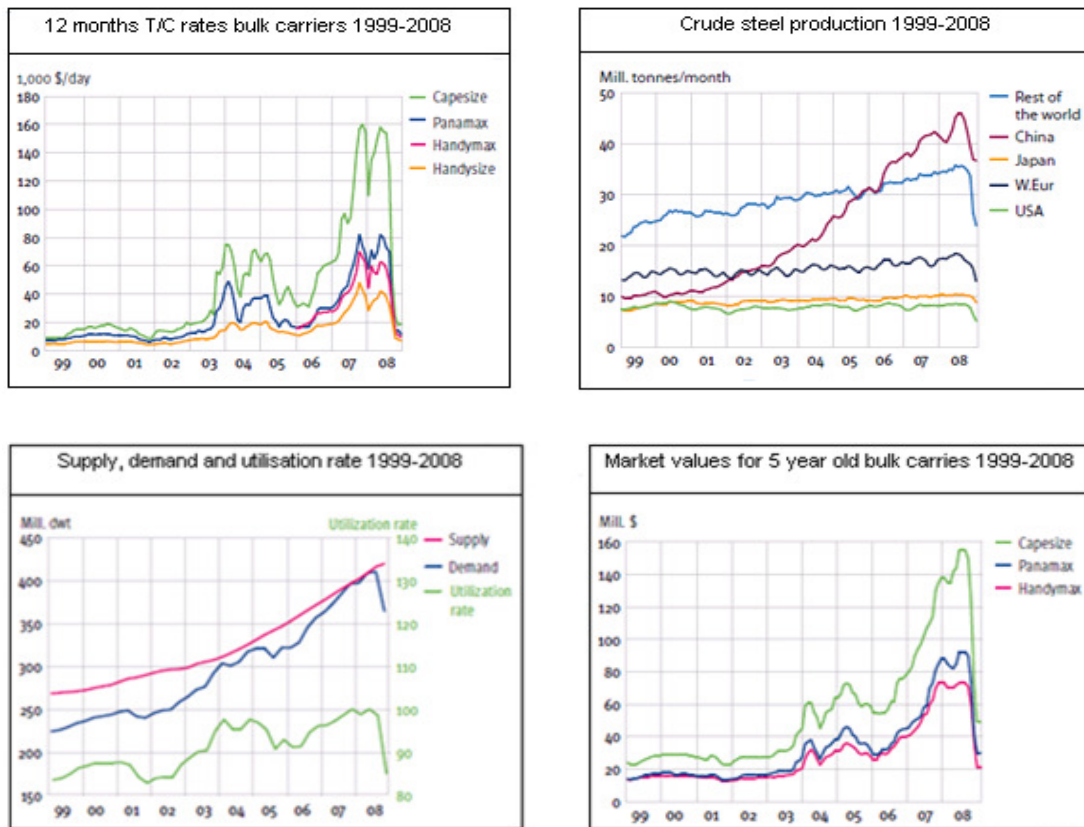 12 months T/C rates bulk carriers 1999-2008
1,000 $/day
180
160
140
120
100
80
60
40
20
0
99 00 01 02 03 04 05 06 07 08
Capesize
Panamax
Handymax
Handysize
Crude steel production 1999-2008
Mill. tonnes/month
50
40
30
20
10
0
99 00 01 02 03 04 05 06 07 08
Rest of
the world
China
Japan
W.Eur
USA
Supply, demand and utilisation rate 1999-2008
Mill. dwt
Utilization rate
450
400
350
300
250
200
150
140
130
120
110
100
90
80
99 00 01 02 03 04 05 06 07 08
Supply
Demand
Utilization
rate
Market values for 5 year old bulk carries 1999-2008
Mill. $
160
140
120
100
80
60
40
20
0
99 00 01 02 03 04 05 06 07 08
Capesize
Panamax
Handymax